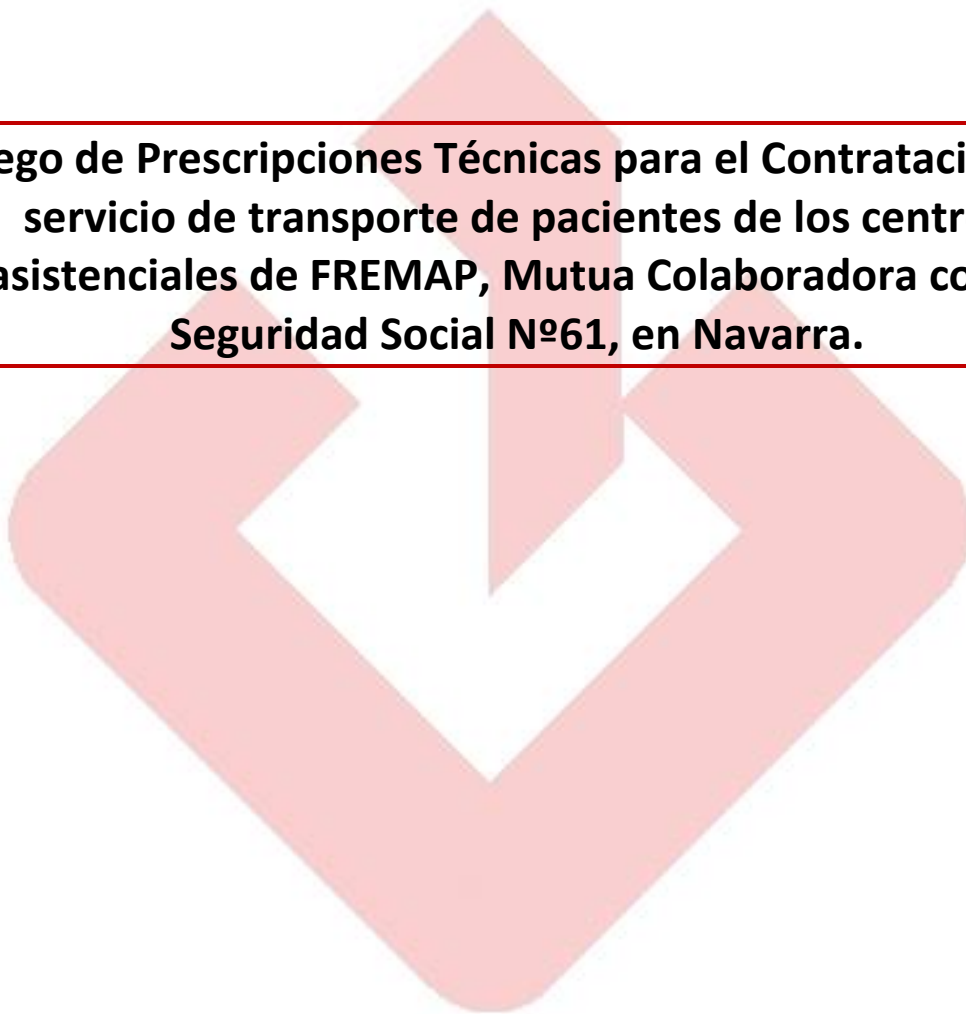 ego de Prescripciones Técnicas para el Contrataci
servicio de transporte de pacientes de los centr
asistenciales de FREMAP, Mutua Colaboradora co
Seguridad Social Nº61, en Navarra.